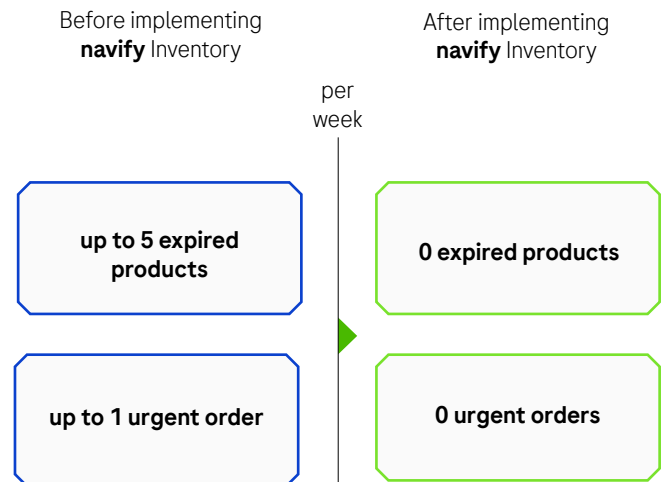 Before implementing
navify Inventory
After implementing
navify Inventory
per
week
up to 5 expired
products
0 expired products
up to 1 urgent order
0 urgent orders